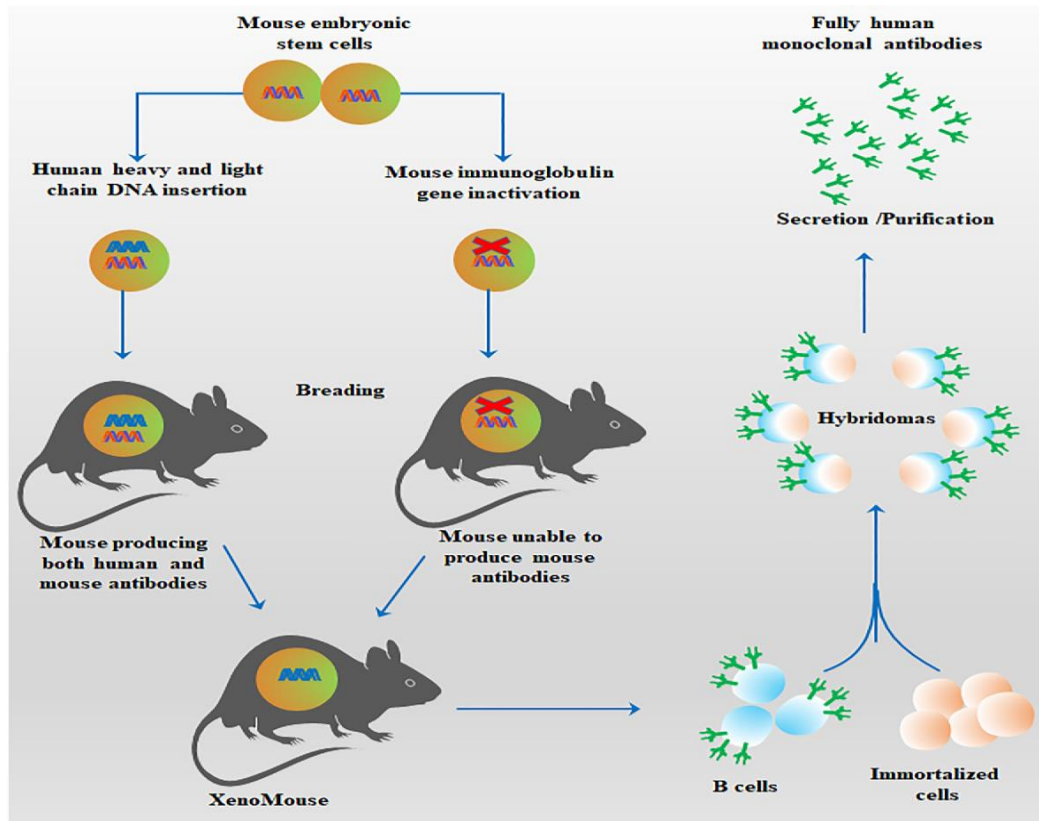 Mouse embryonic
stem cells
Human heavy and light
chain DNA insertion
Mouse immunoglobulin
gene inactivation
Breading
Mouse producing
both human and
mouse antibodies
Mouse unable to
produce mouse
antibodies
XenoMouse
Fully human
monoclonal antibodies
Secretion /Purification
Hybridomas
B cells
Immortalized
cells